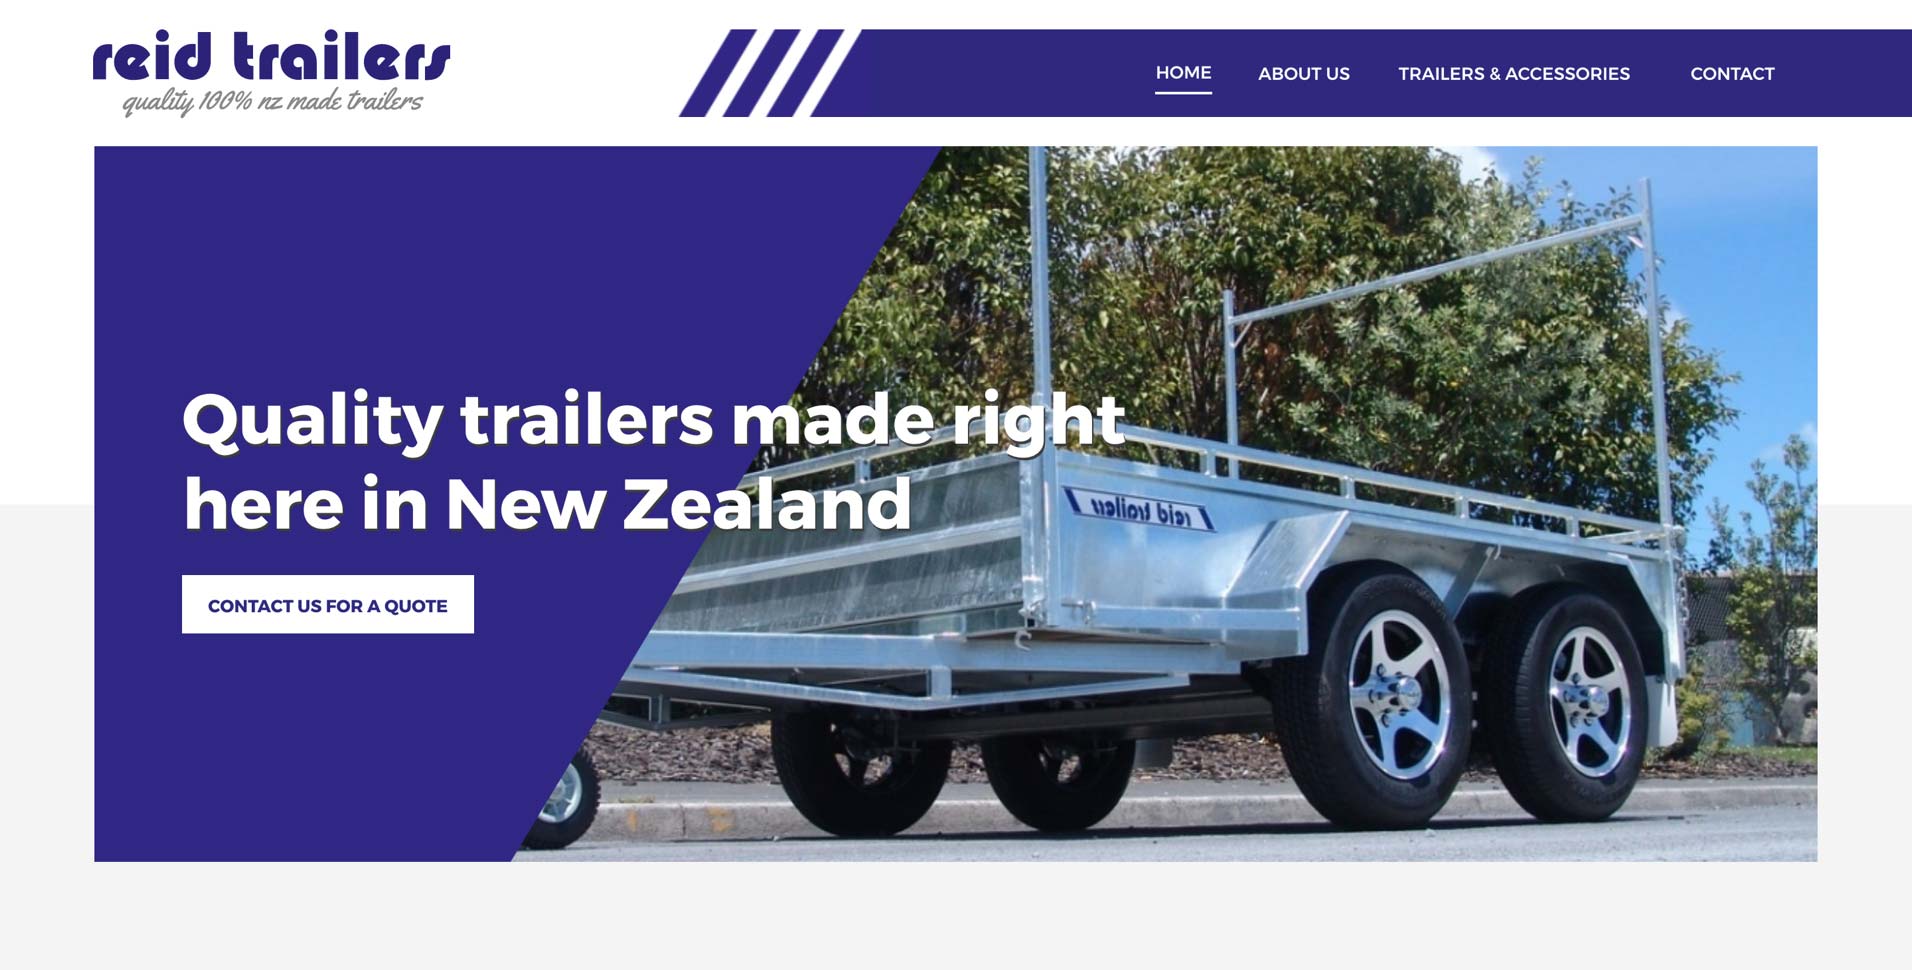 reid trailers
quality 100% nz made trailers
HOME ABOUT US TRAILERS & ACCESSORIES CONTACT
Quality trailers made right
here in New Zealand
reid trailers
CONTACT US FOR A QUOTE